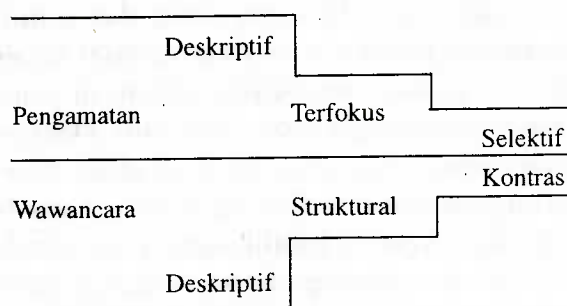 Deskriptif
Pengamatan Terfokus
Selektif
Kontras
Wawancara Struktural
Deskriptif